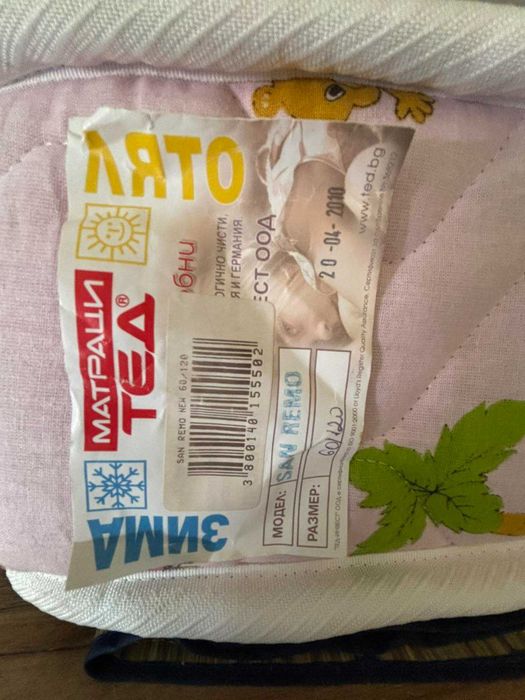 ЛЯТО
МАТРАЦИ
ТЕД®
ЗИМА
ОГИЧНО ЧИСТИ,
Я И ГЕРМАНИЯ
ЕСТ ООД
20-04-2010
www.ted.bg
SAN REMO NEW 60/120
3 800140 155502
МОДЕЛ: SAN REMO
РАЗМЕР: 60/120